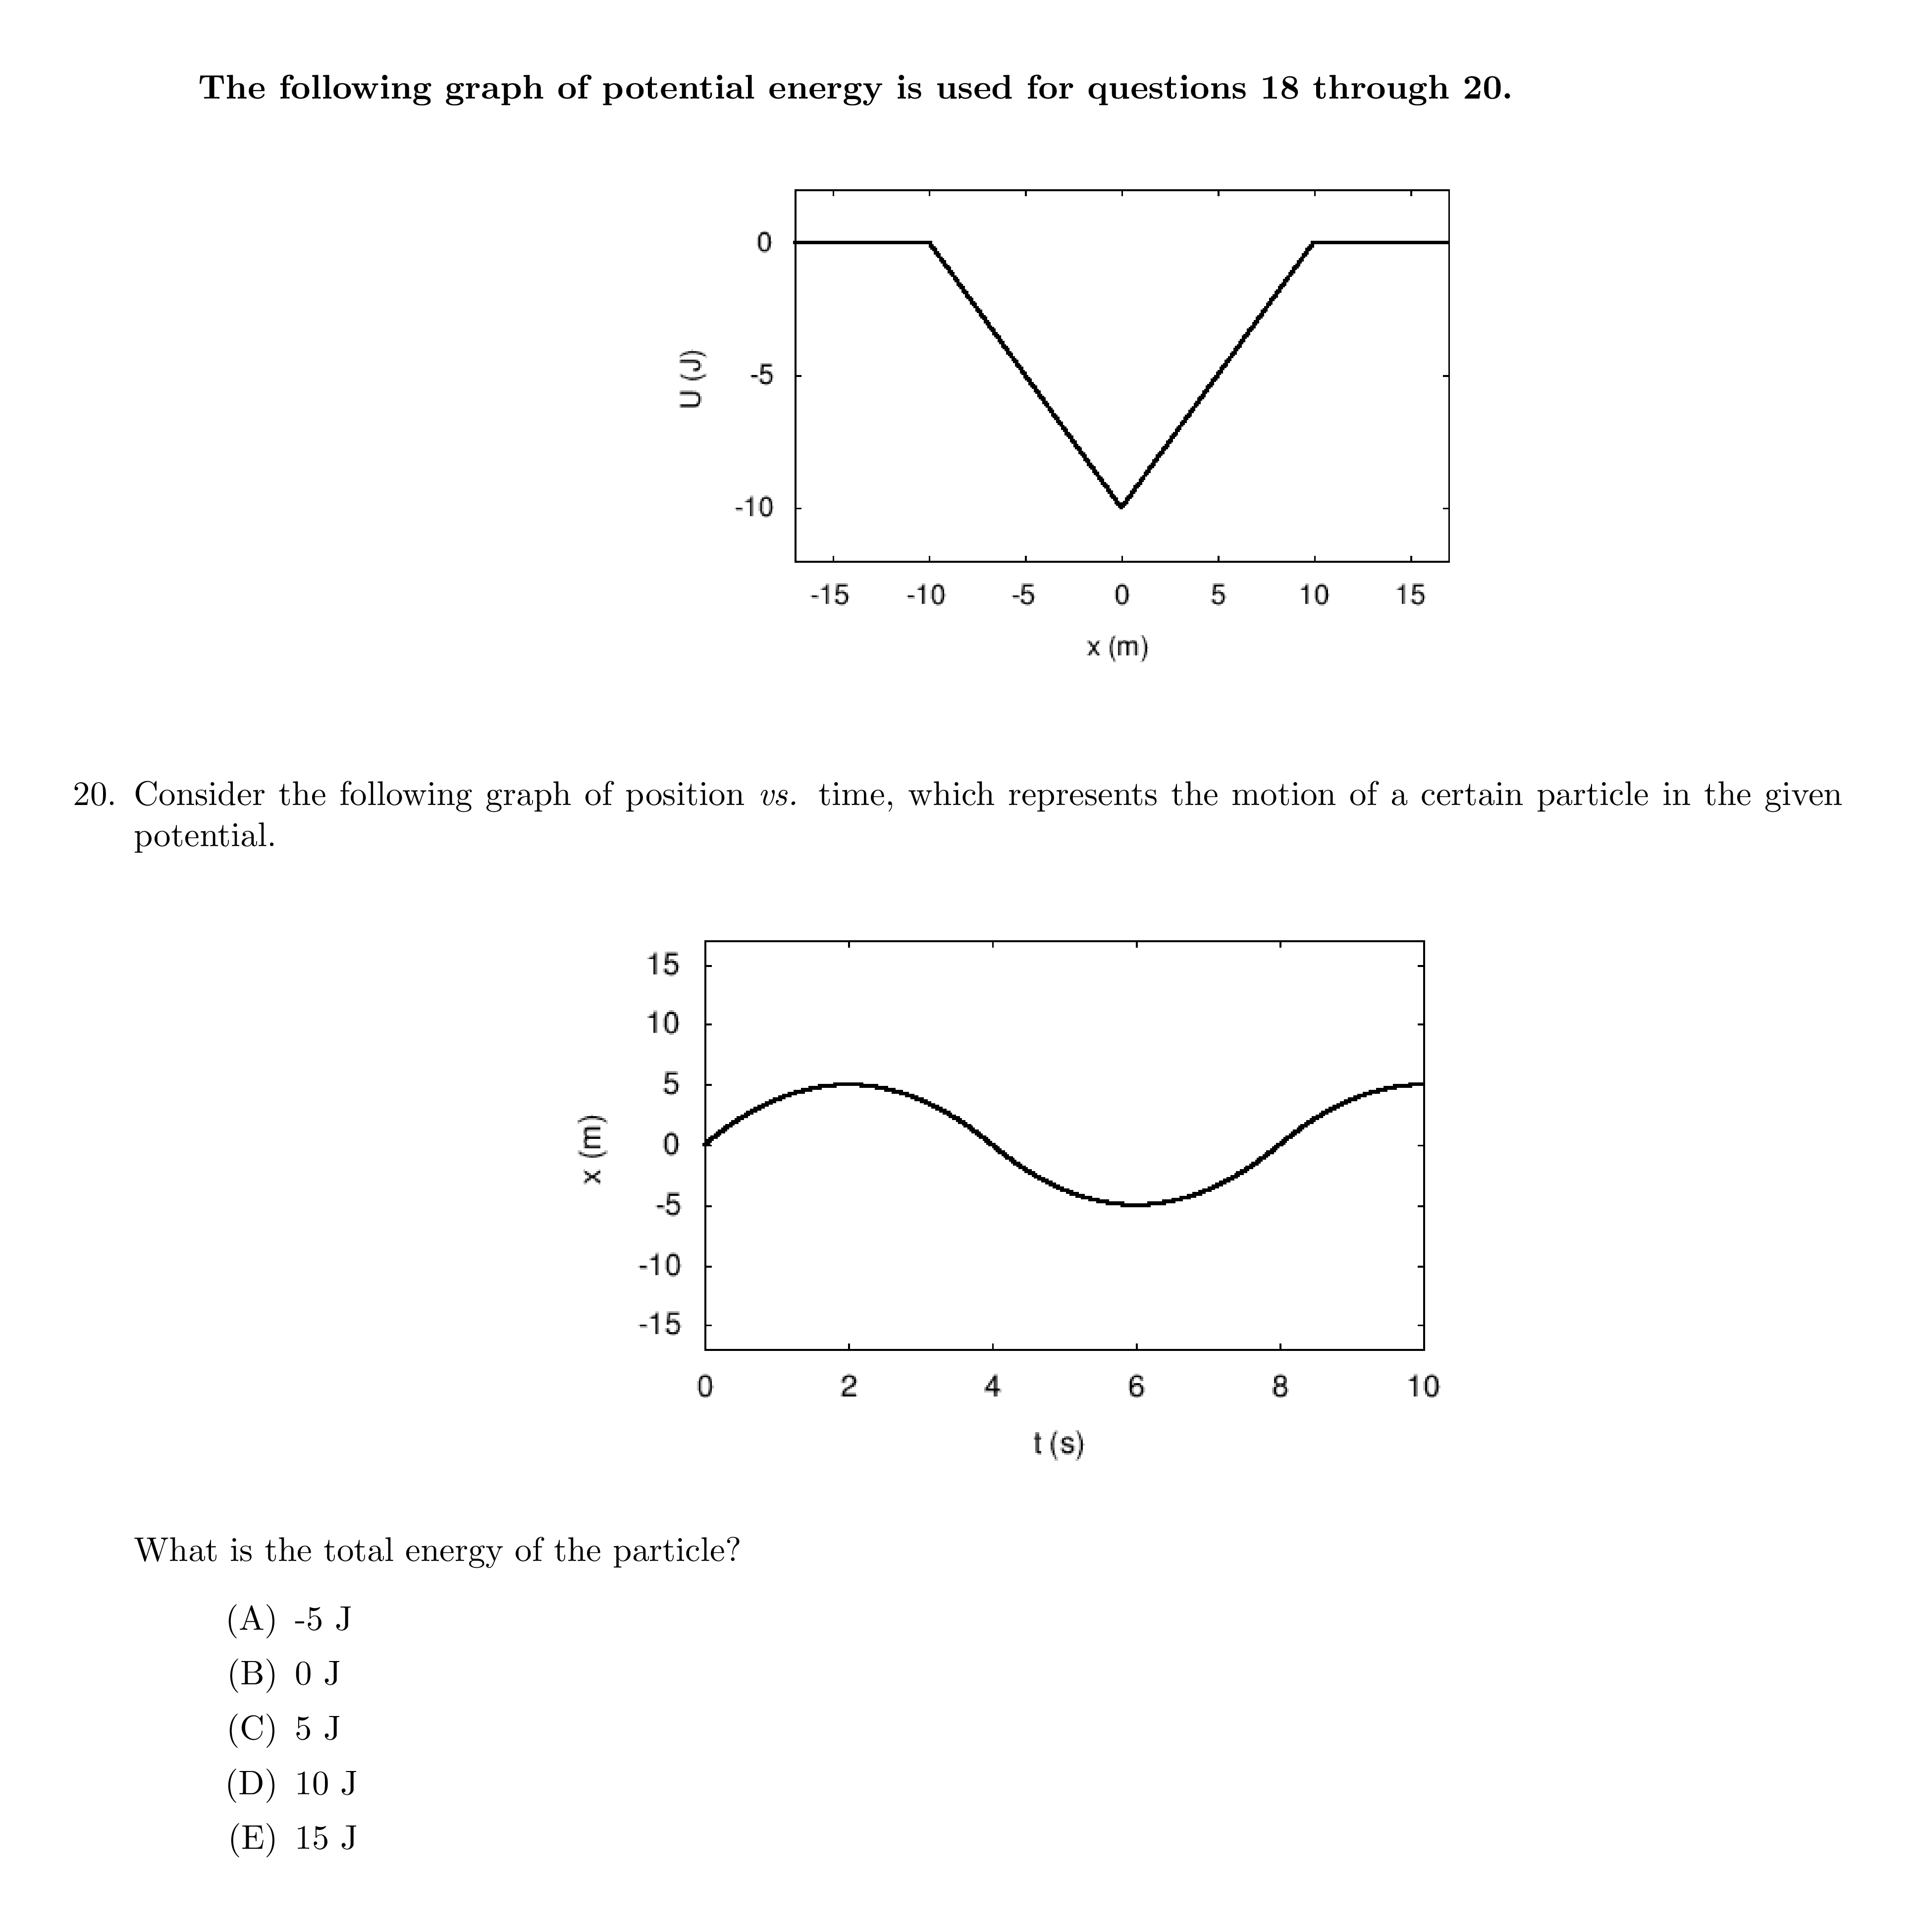 The following graph of potential energy is used for questions 18 through 20.
0
-5
-10
U (J)
-15 -10 -5 0 5 10 15
x (m)
20. Consider the following graph of position vs. time, which represents the motion of a certain particle in the given
potential.
15
10
5
0
-5
-10
-15
x (m)
0 2 4 6 8 10
t (s)
What is the total energy of the particle?
(A) -5 J
(B) 0 J
(C) 5 J
(D) 10 J
(E) 15 J